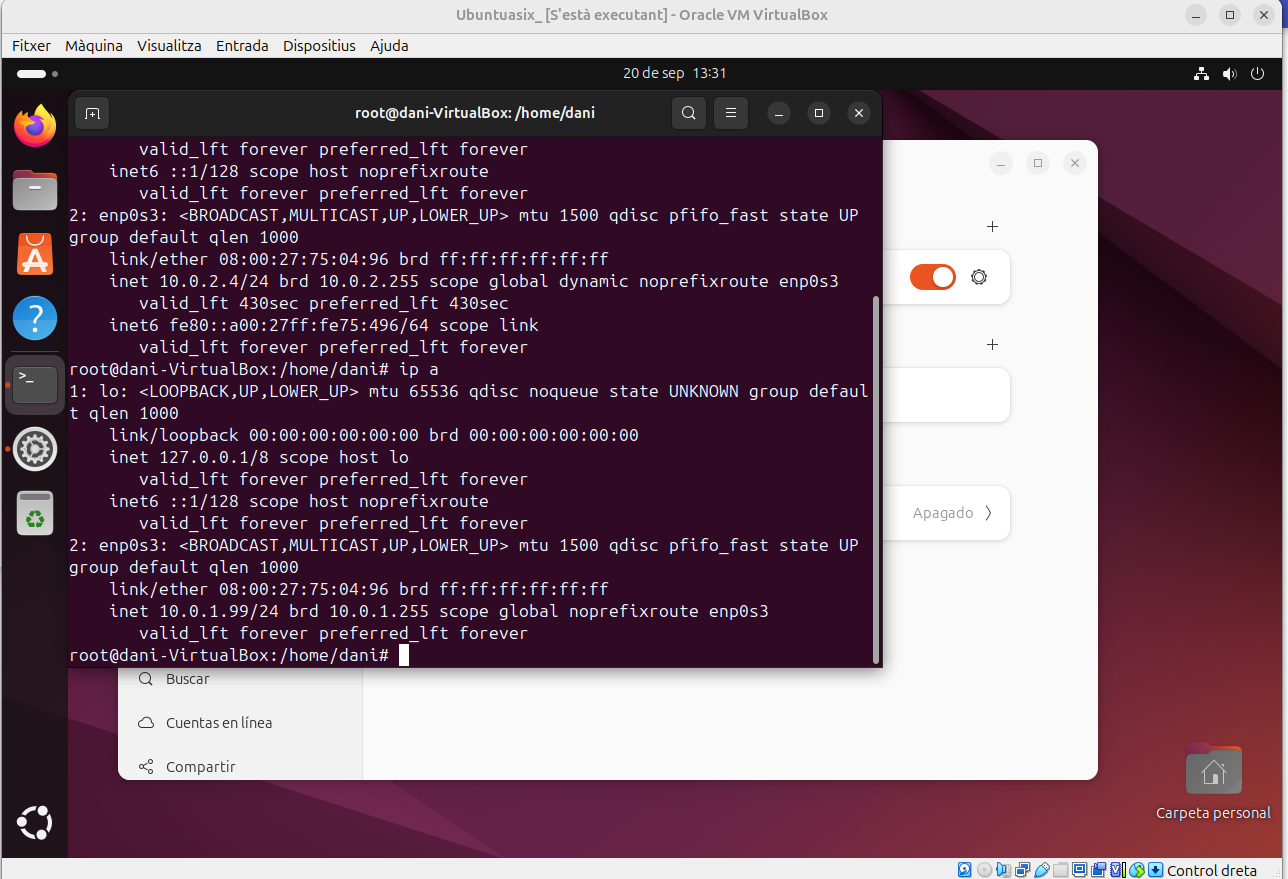 Ubuntuasix_ [S'està executant] - Oracle VM VirtualBox
Fitxer Màquina Visualitza Entrada Dispositius Ajuda
20 de sep 13:31
root@dani-VirtualBox: /home/dani
valid_lft forever preferred_lft forever
inet6 ::1/128 scope host noprefixroute
valid_lft forever preferred_lft forever
2: enp0s3: <BROADCAST,MULTICAST,UP,LOWER_UP> mtu 1500 qdisc pfifo_fast state UP
group default qlen 1000
link/ether 08:00:27:75:04:96 brd ff:ff:ff:ff:ff:ff
inet 10.0.2.4/24 brd 10.0.2.255 scope global dynamic noprefixroute enp0s3
valid_lft 430sec preferred_lft 430sec
inet6 fe80::a00:27ff:fe75:496/64 scope link
valid_lft forever preferred_lft forever
root@dani-VirtualBox:/home/dani# ip a
1: lo: <LOOPBACK,UP,LOWER_UP> mtu 65536 qdisc noqueue state UNKNOWN group defaul
t qlen 1000
link/loopback 00:00:00:00:00:00 brd 00:00:00:00:00:00
inet 127.0.0.1/8 scope host lo
valid_lft forever preferred_lft forever
inet6 ::1/128 scope host noprefixroute
valid_lft forever preferred_lft forever
2: enp0s3: <BROADCAST,MULTICAST,UP,LOWER_UP> mtu 1500 qdisc pfifo_fast state UP
group default qlen 1000
link/ether 08:00:27:75:04:96 brd ff:ff:ff:ff:ff:ff
inet 10.0.1.99/24 brd 10.0.1.255 scope global noprefixroute enp0s3
valid_lft forever preferred_lft forever
root@dani-VirtualBox:/home/dani#
Apagado
Buscar
Cuentas en línea
Compartir
Carpeta personal
Control dreta